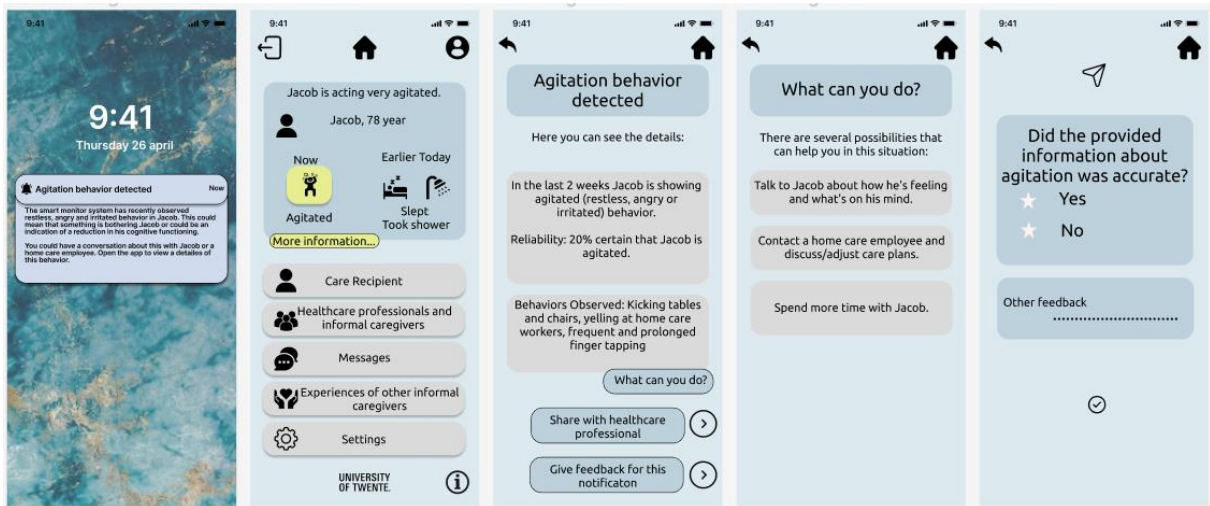 9:41
9:41
Thursday 26 april
Agitation behavior detected
Now
The smart monitor system has recently observed
restless, angry and irritated behavior in Jacob. This could
mean that something is bothering Jacob or could be an
indication of a reduction in his cognitive functioning.
You could have a conversation about this with Jacob or a
home care employee. Open the app to view a detailes of
this behavior.
9:41
Jacob is acting very agitated.
Jacob, 78 year
Now
Earlier Today
Agitated
Slept
Took shower
More information...
Care Recipient
Healthcare professionals and
informal caregivers
Messages
Experiences of other informal
caregivers
Settings
UNIVERSITY
OF TWENTE.
9:41
Agitation behavior
detected
Here you can see the details:
In the last 2 weeks Jacob is showing
agitated (restless, angry or
irritated) behavior.
Reliability: 20% certain that Jacob is
agitated.
Behaviors Observed: Kicking tables
and chairs, yelling at home care
workers, frequent and prolonged
finger tapping
What can you do?
Share with healthcare
professional
Give feedback for this
notificaton
9:41
What can you do?
There are several possibilities that
can help you in this situation:
Talk to Jacob about how he's feeling
and what's on his mind.
Contact a home care employee and
discuss/adjust care plans.
Spend more time with Jacob.
9:41
Did the provided
information about
agitation was accurate?
Yes
No
Other feedback
..............................